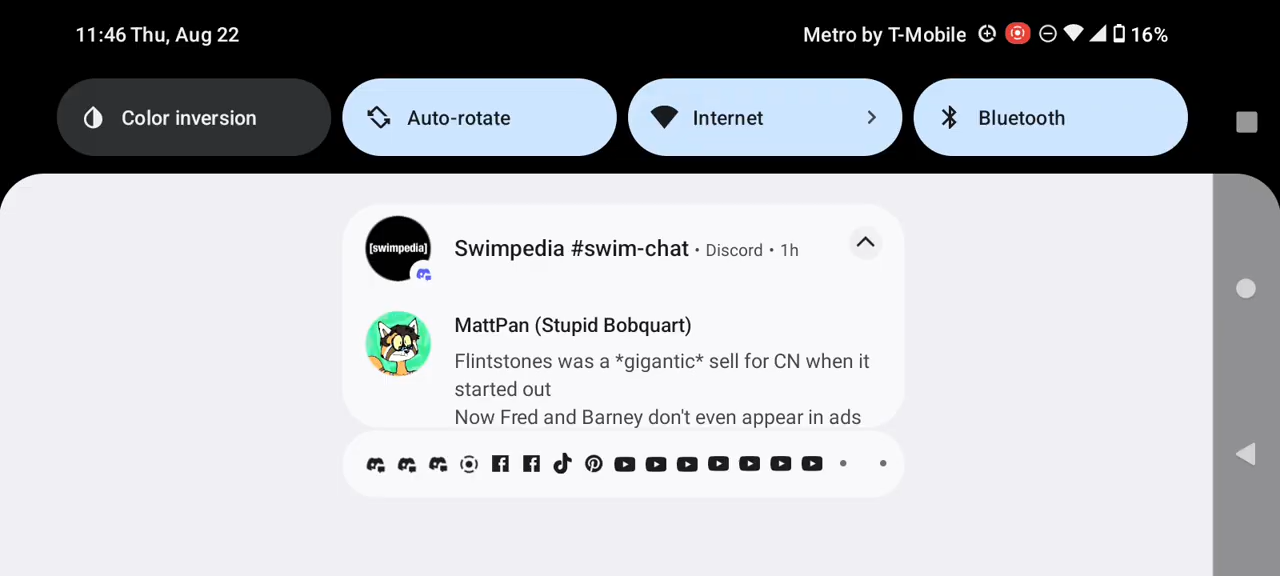 11:46 Thu, Aug 22
Metro by T-Mobile 16%
Color inversion
Auto-rotate
Internet
Bluetooth
[swimpedia]
Swimpedia #swim-chat • Discord • 1h
MattPan (Stupid Bobquart)
Flintstones was a *gigantic* sell for CN when it
started out
Now Fred and Barney don't even appear in ads